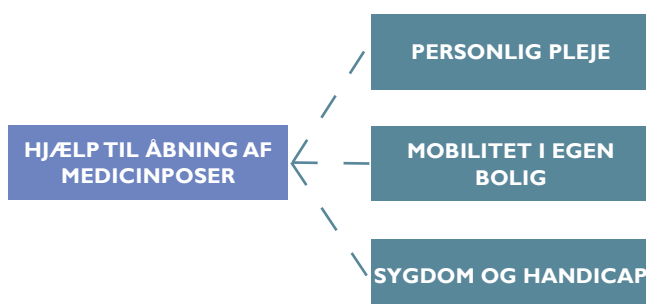 PERSONLIG PLEJE
HJÆLP TIL ÅBNING AF
MEDICINPOSER
MOBILITET I EGEN
BOLIG
SYGDOM OG HANDICAP